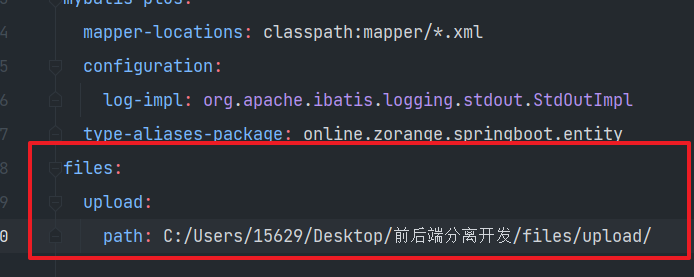 mybatis-plus:
4 mapper-locations: classpath:mapper/*.xml
5 configuration:
6 log-impl: org.apache.ibatis.logging.stdout.StdOutImpl
7 type-aliases-package: online.zorange.springboot.entity
8 files:
9 upload:
0 path: C:/Users/15629/Desktop/前后端分离开发/files/upload/